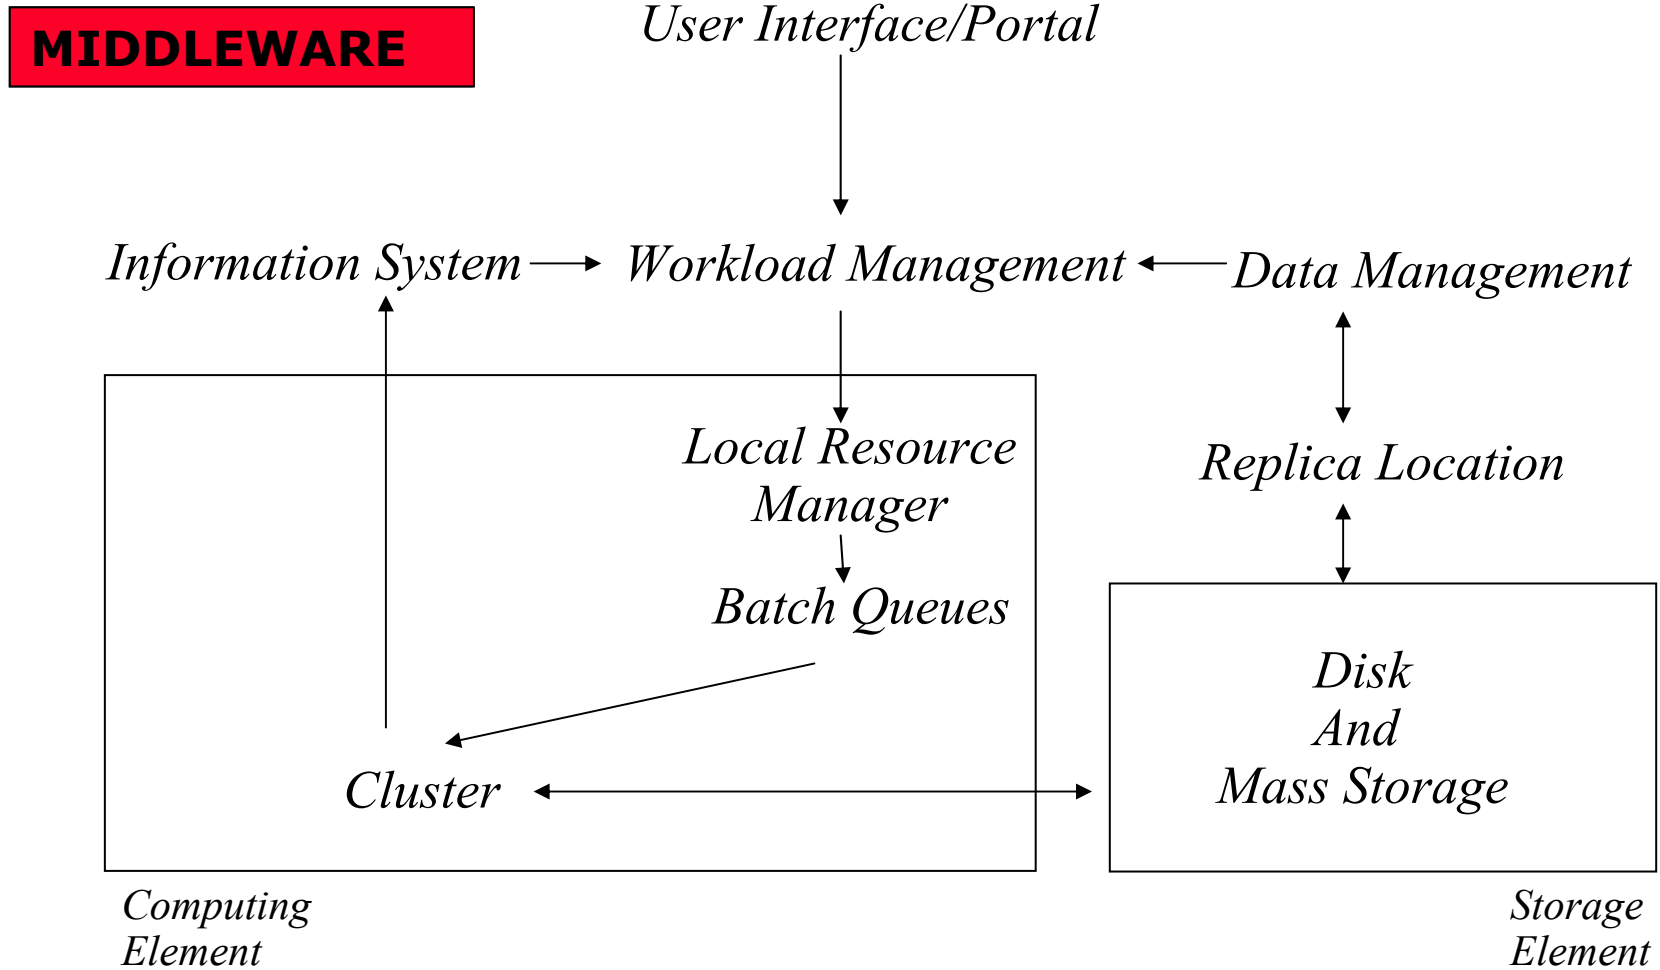 MIDDLEWARE
User Interface/Portal
Information System
Workload Management
Data Management
Local Resource
Manager
Replica Location
Batch Queues
Disk
And
Mass Storage
Cluster
Computing
Element
Storage
Element